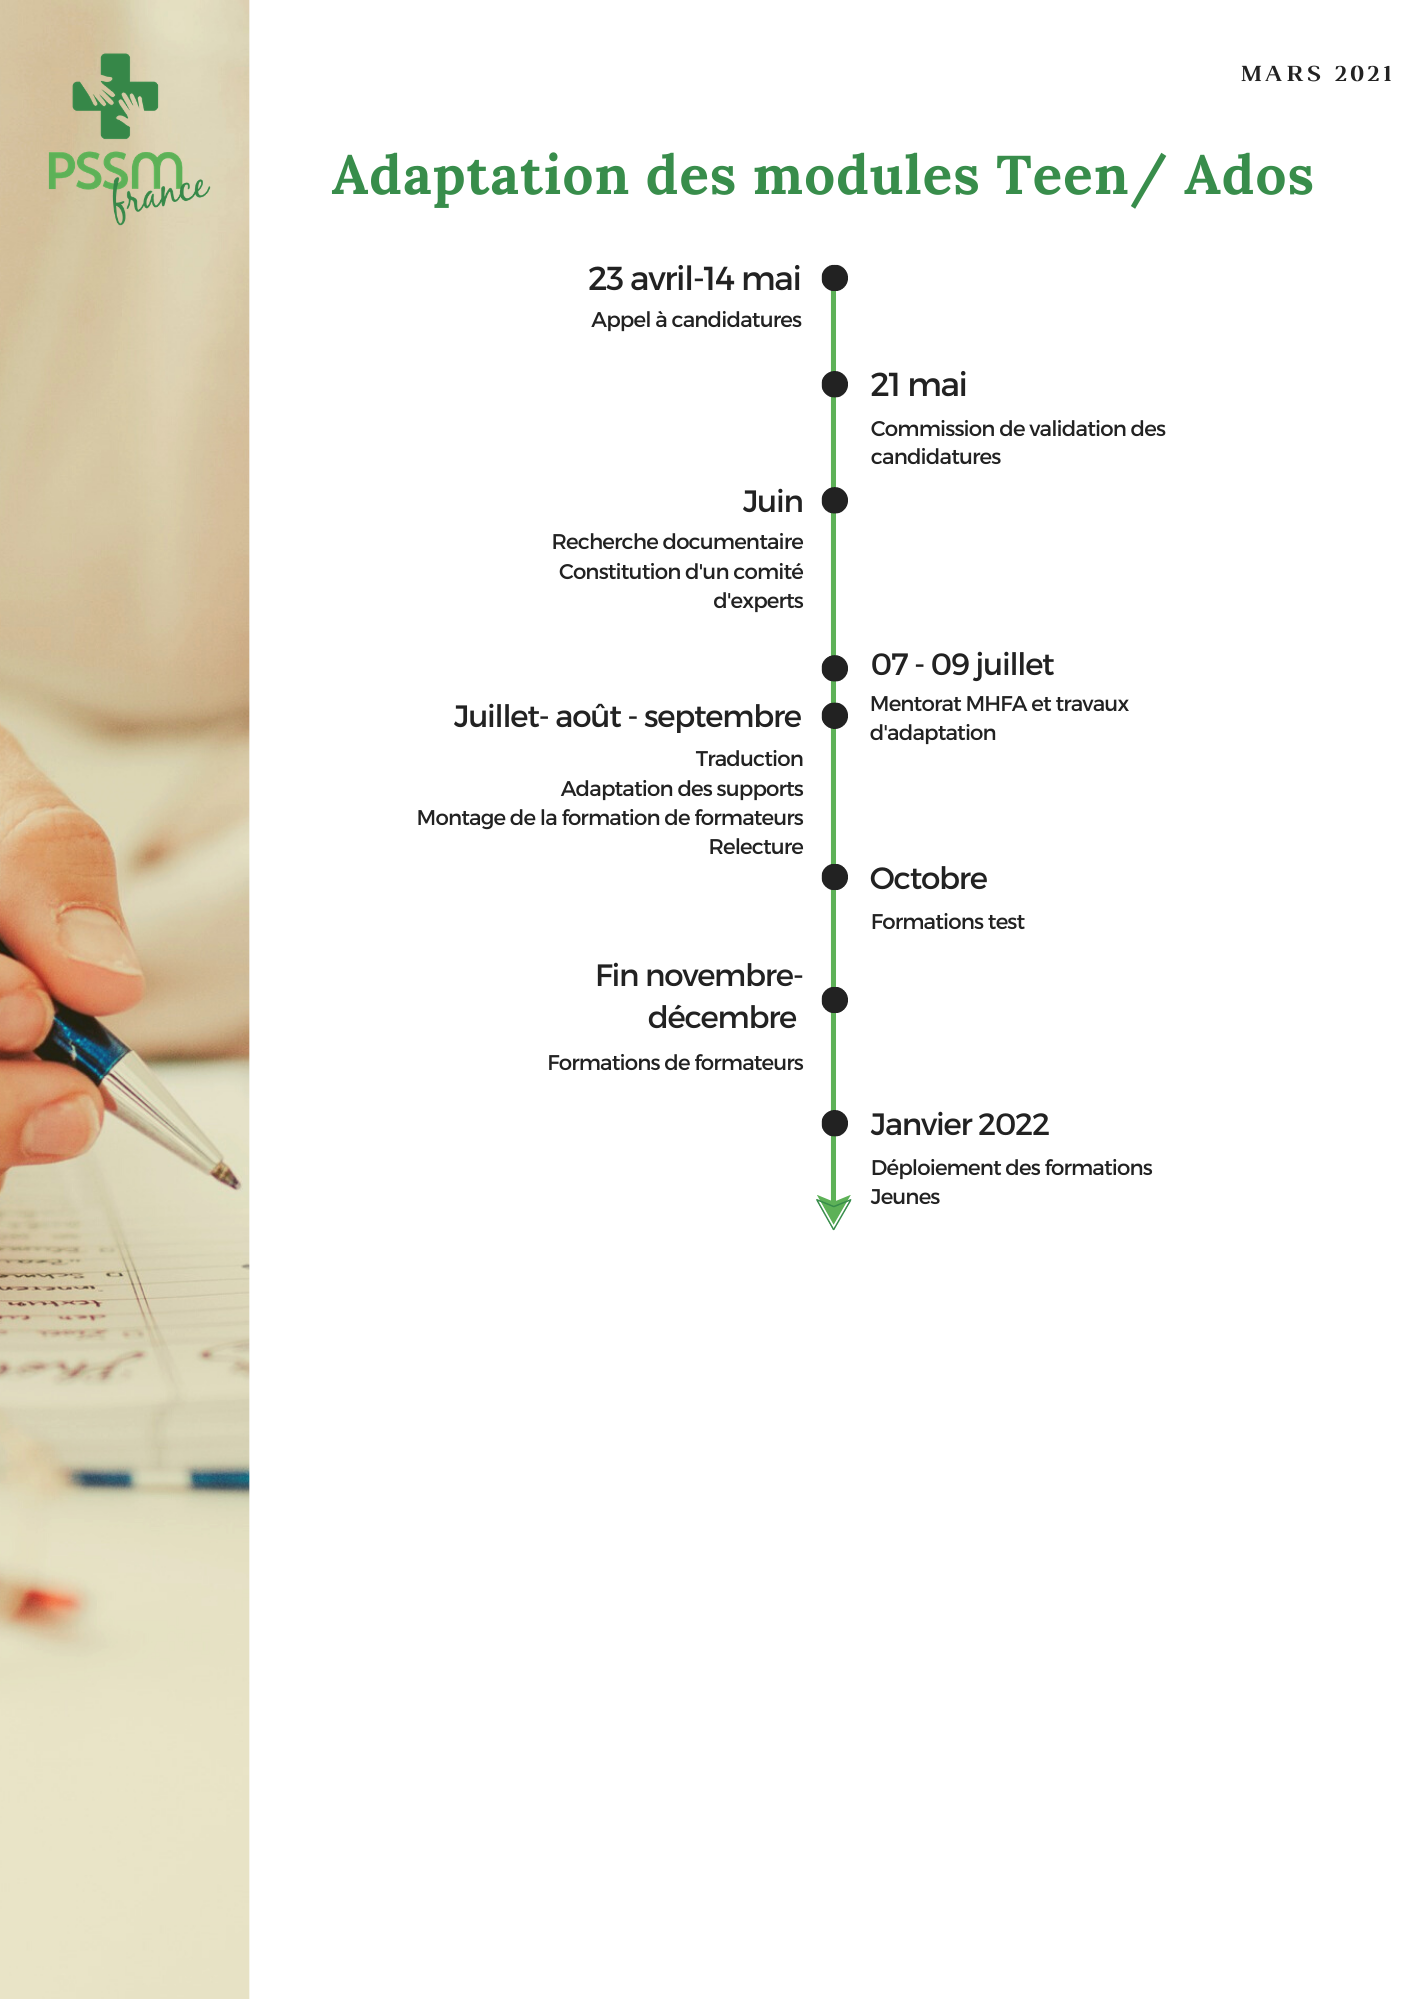 PSSM
france
MARS 2021
Adaptation des modules Teen/ Ados
23 avril-14 mai
Appel à candidatures
21 mai
Commission de validation des
candidatures
Juin
Recherche documentaire
Constitution d'un comité
d'experts
07 - 09 juillet
Mentorat MHFA et travaux
d'adaptation
Juillet- août - septembre
Traduction
Adaptation des supports
Montage de la formation de formateurs
Relecture
Octobre
Formations test
Fin novembre-
décembre
Formations de formateurs
Janvier 2022
Déploiement des formations
Jeunes